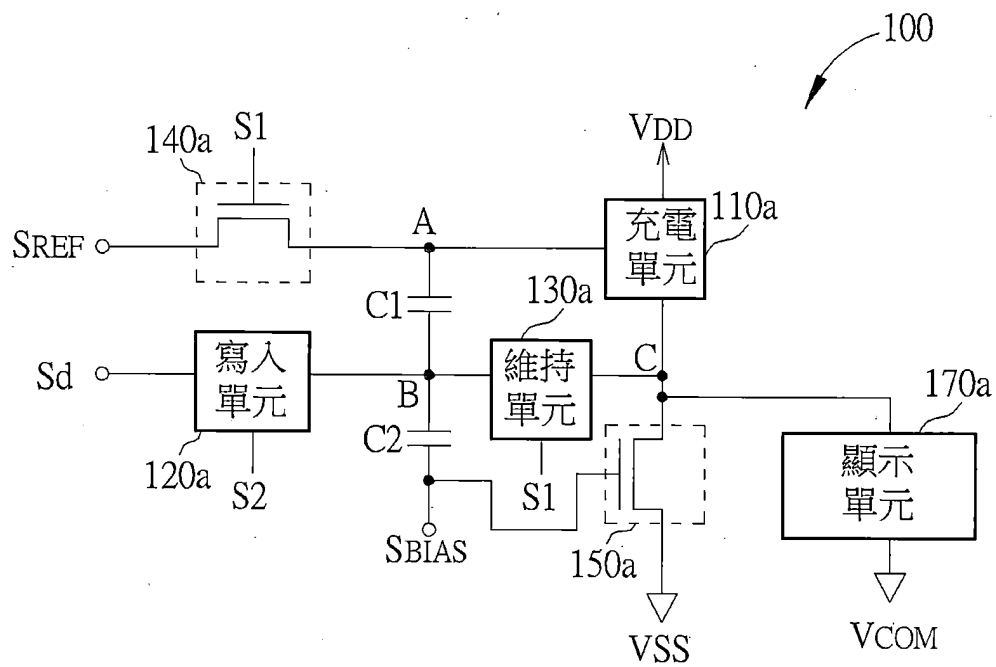 100
S1
140a
VDD
充電
單元
110a
SREF
A
C1
130a
Sd
寫入
單元
B
維持
單元
C
170a
C2
120a
S2
S1
顯示
單元
SBIAS
150a
VSS
VCOM